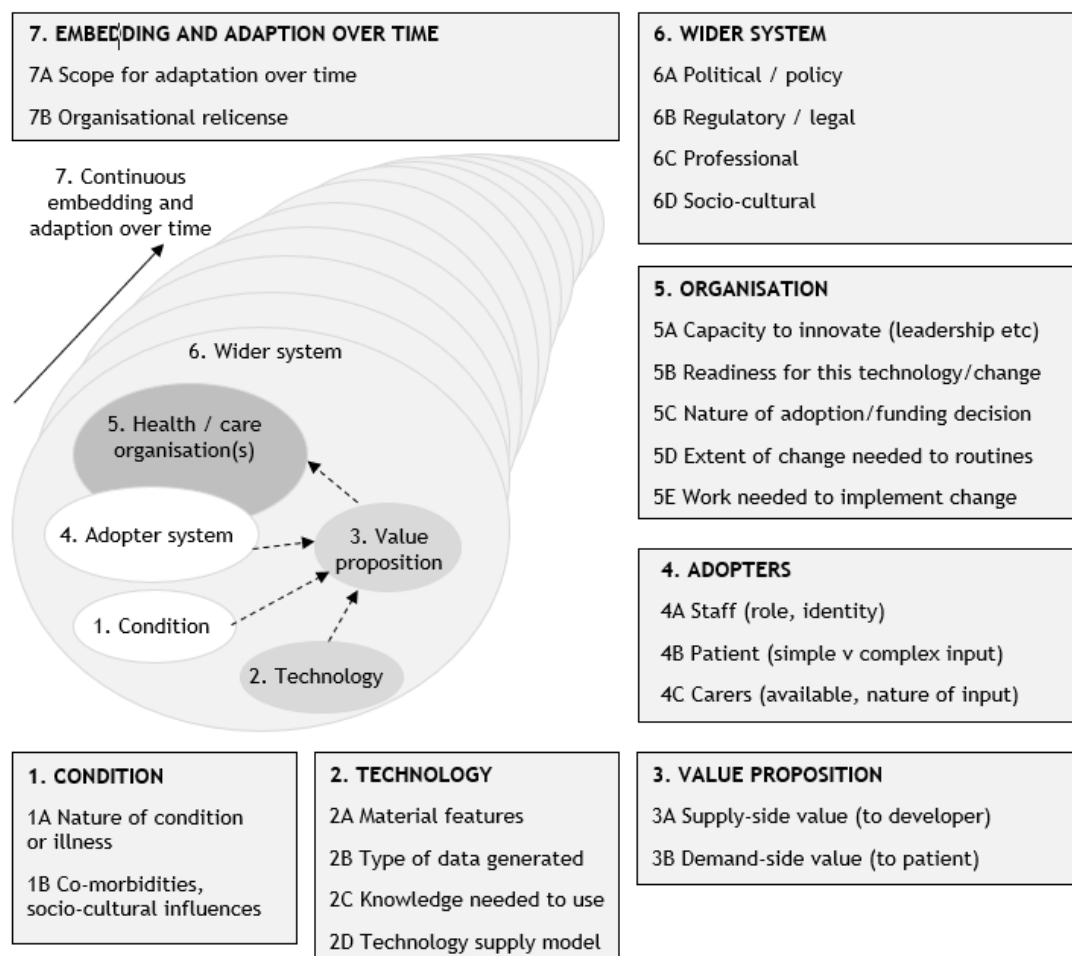 7. EMBEDDING AND ADAPTION OVER TIME
7A Scope for adaptation over time
7B Organisational relicense
6. WIDER SYSTEM
6A Political / policy
6B Regulatory / legal
6C Professional
6D Socio-cultural
7. Continuous
embedding and
adaption over time
6. Wider system
5. Health / care
organisation(s)
4. Adopter system
3. Value
proposition
1. Condition
2. Technology
5. ORGANISATION
5A Capacity to innovate (leadership etc)
5B Readiness for this technology/change
5C Nature of adoption/funding decision
5D Extent of change needed to routines
5E Work needed to implement change
4. ADOPTERS
4A Staff (role, identity)
4B Patient (simple v complex input)
4C Carers (available, nature of input)
1. CONDITION
1A Nature of condition
or illness
1B Co-morbidities,
socio-cultural influences
2. TECHNOLOGY
2A Material features
2B Type of data generated
2C Knowledge needed to use
2D Technology supply model
3. VALUE PROPOSITION
3A Supply-side value (to developer)
3B Demand-side value (to patient)